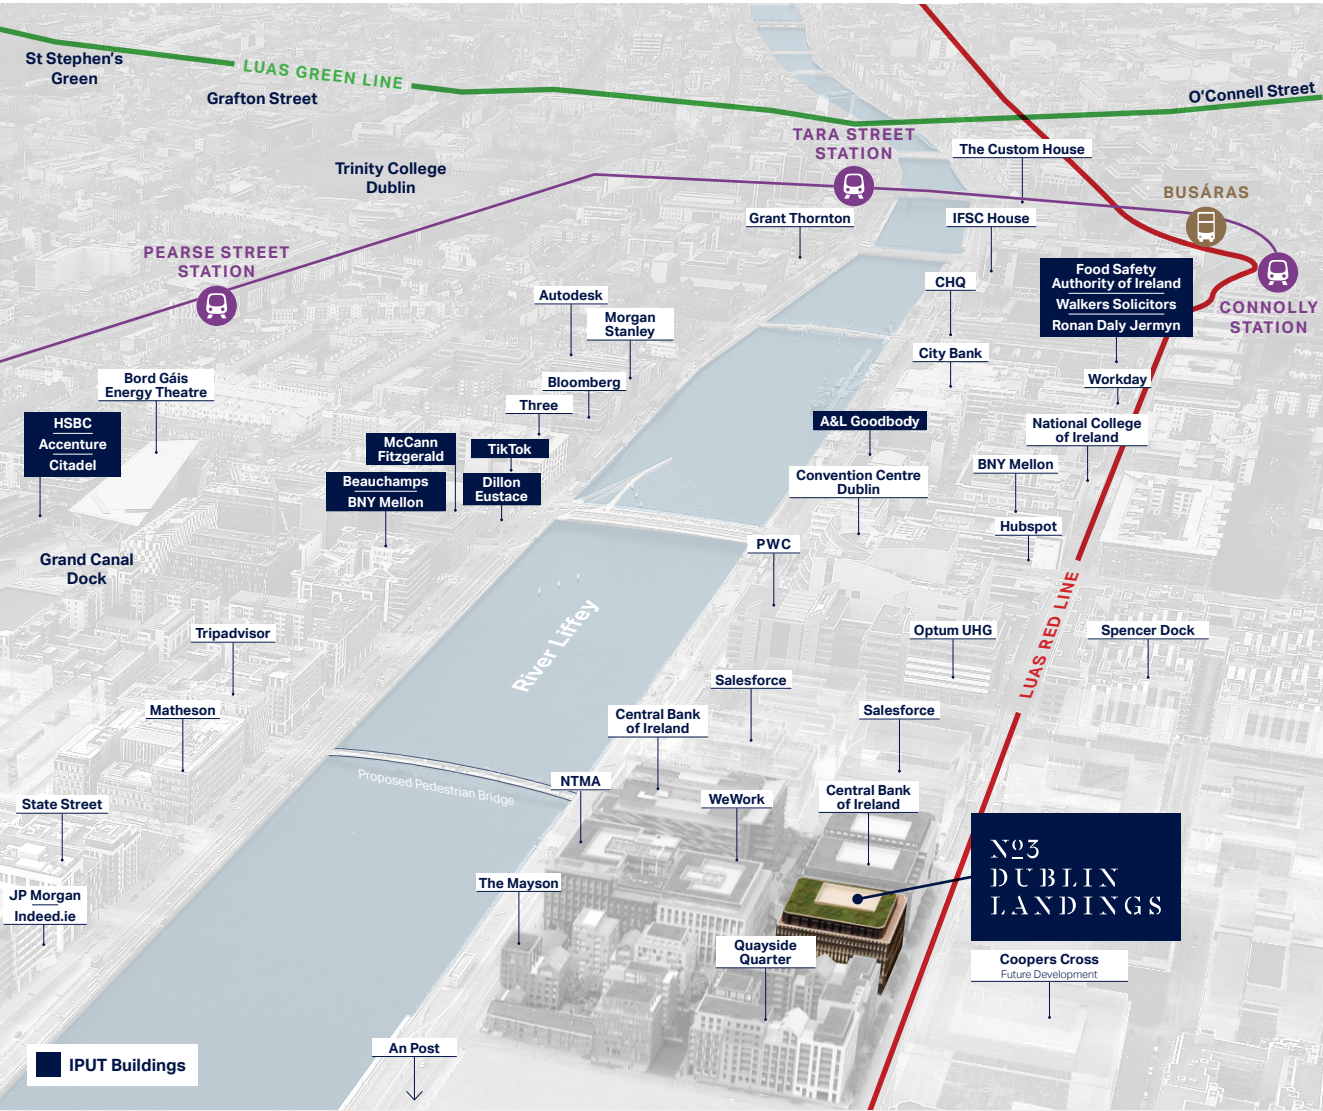 St Stephen's
Green
LUAS GREEN LINE
Grafton Street
O'Connell Street
TARA STREET
STATION
The Custom House
Trinity College
Dublin
BUSÁRAS
Grant Thornton
IFSC House
PEARSE STREET
STATION
Food Safety
Authority of Ireland
Walkers Solicitors
Ronan Daly Jermyn
CONNOLLY
STATION
CHQ
Autodesk
Morgan
Stanley
City Bank
Bord Gáis
Energy Theatre
Bloomberg
Workday
Three
HSBC
Accenture
Citadel
A&L Goodbody
National College
of Ireland
McCann
Fitzgerald
TikTok
BNY Mellon
Beauchamps
BNY Mellon
Dillon
Eustace
Convention Centre
Dublin
Hubspot
PWC
Grand Canal
Dock
River Liffey
LUAS RED LINE
Tripadvisor
Optum UHG
Spencer Dock
Salesforce
Matheson
Central Bank
of Ireland
Salesforce
Proposed Pedestrian Bridge
NTMA
State Street
WeWork
Central Bank
of Ireland
Nº3
DUBLIN
LANDINGS
The Mayson
JP Morgan
Indeed.ie
Quayside
Quarter
Coopers Cross
Future Development
An Post
IPUT Buildings